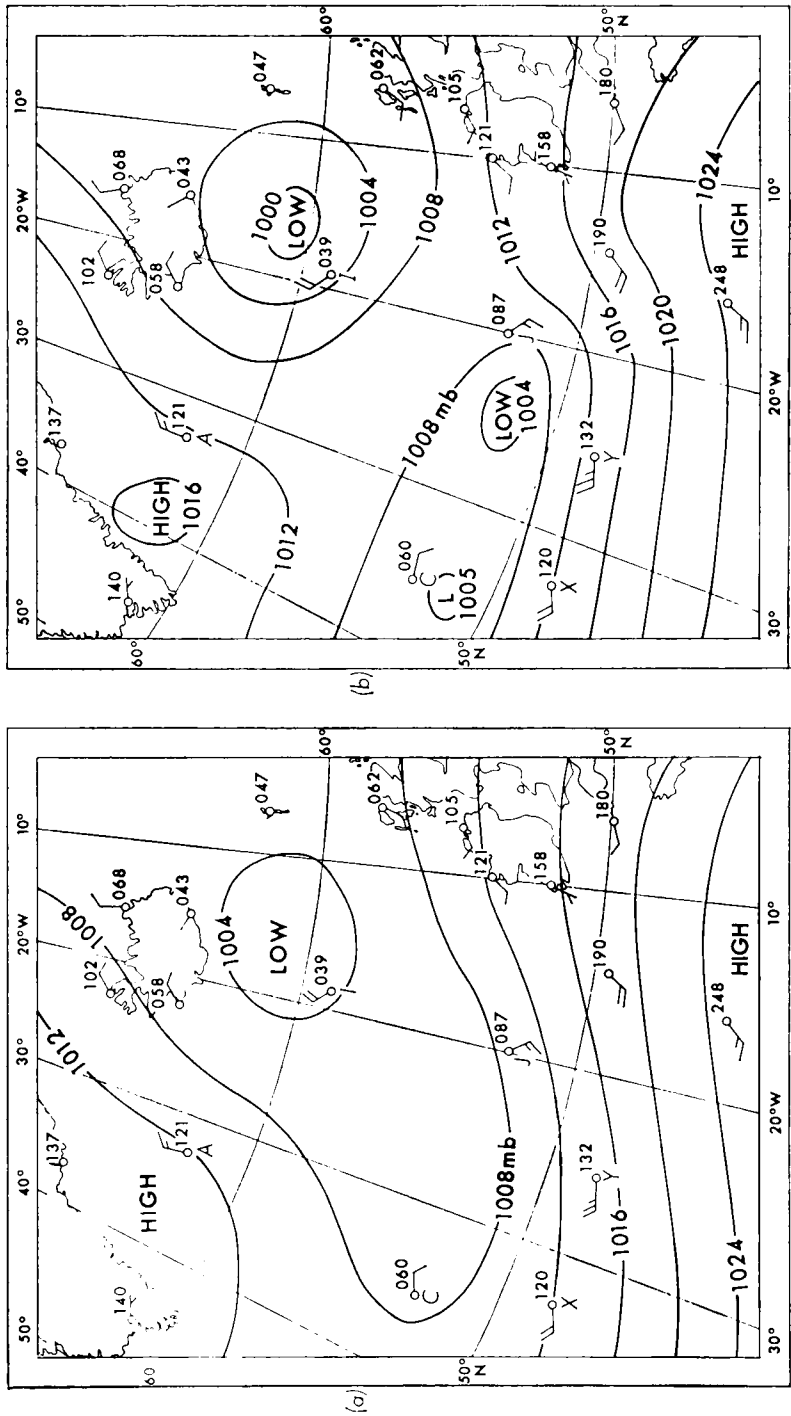 (a)
50°
40°
30°
20°W
10°
137
HIGH
140
1012
1008
102
068
058
043
047
121
A
1004
LOW
039
I
60
60°
062
105
121
158
180
087
J
1008mb
060
C
50°
N
50°
N
190
132
Y
120
X
1016
1024
248
HIGH
30°
20°W
10°
(b)
50°
40°
30°
20°W
10°
137
HIGH
1016
140
1012
102
068
058
043
047
121
A
1000
LOW
1004
039
I
1008
60°
60°
062
105
121
158
180
1012
087
J
1008mb
LOW
1004
060
C
L
1005
50°
N
50°
N
190
132
Y
120
X
1016
1020
1024
248
HIGH
30°
20°W
10°